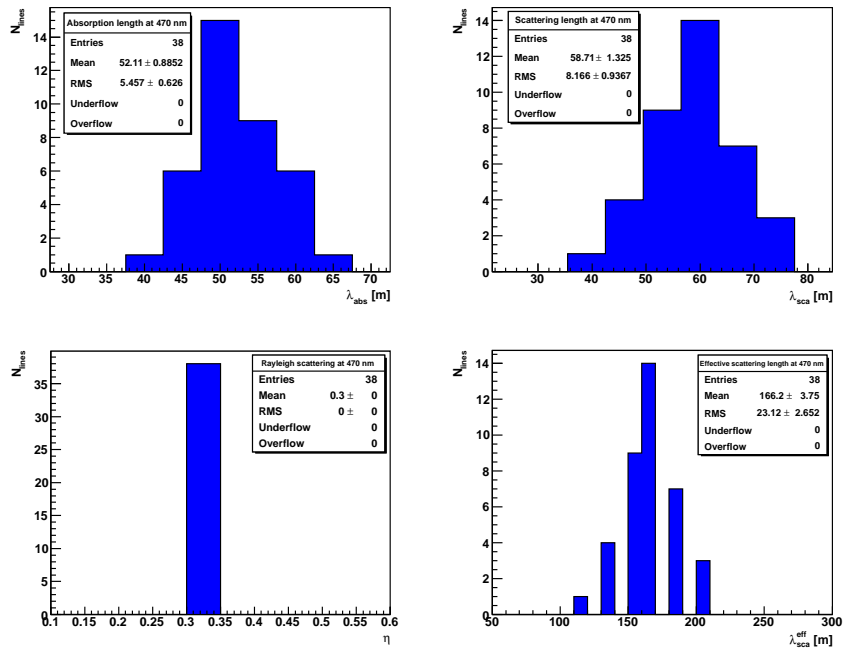 Absorption length at 470 nm
Entries 38
Mean 52.11 ± 0.8852
RMS 5.457 ± 0.626
Underflow 0
Overflow 0
N_lines
14
12
10
8
6
4
2
0
30 35 40 45 50 55 60 65 70
λ_abs [m]
Scattering length at 470 nm
Entries 38
Mean 58.71 ± 1.325
RMS 8.166 ± 0.9367
Underflow 0
Overflow 0
N_lines
14
12
10
8
6
4
2
0
30 40 50 60 70 80
λ_sca [m]
Rayleigh scattering at 470 nm
Entries 38
Mean 0.3 ± 0
RMS 0 ± 0
Underflow 0
Overflow 0
N_lines
35
30
25
20
15
10
5
0
0.1 0.15 0.2 0.25 0.3 0.35 0.4 0.45 0.5 0.55 0.6
η
Effective scattering length at 470 nm
Entries 38
Mean 166.2 ± 3.75
RMS 23.12 ± 2.652
Underflow 0
Overflow 0
N_lines
14
12
10
8
6
4
2
0
50 100 150 200 250 300
λ_sca^eff [m]